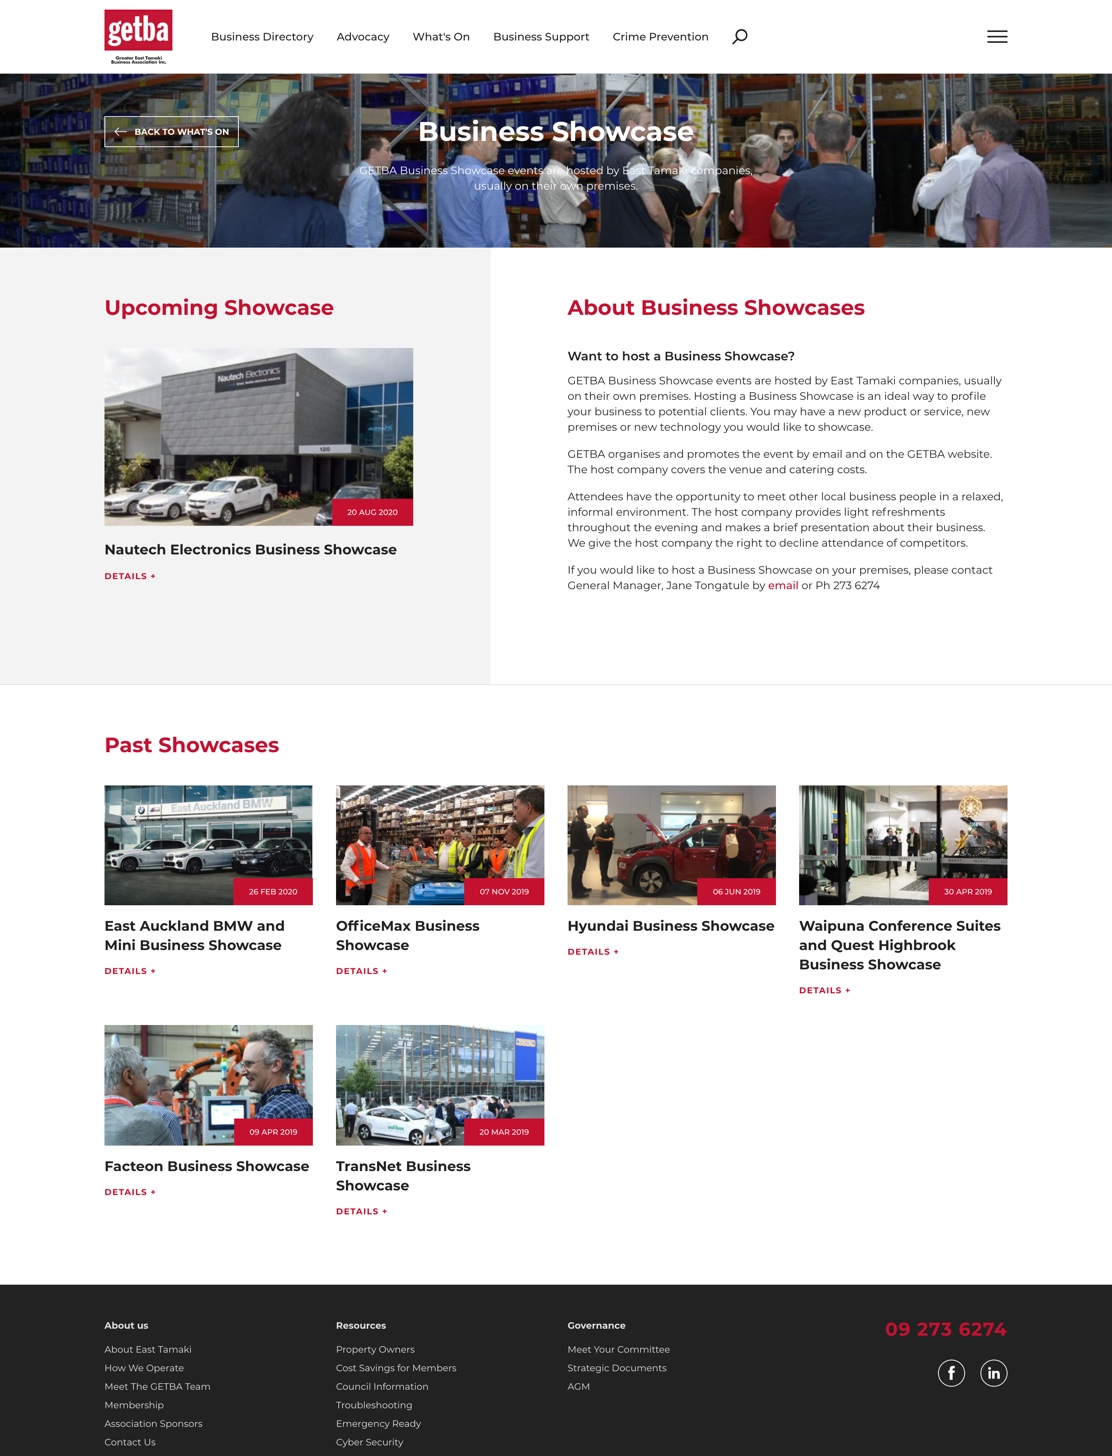 getba
Greater East Tamaki
Business Association Inc.
Business Directory
Advocacy
What's On
Business Support
Crime Prevention
BACK TO WHAT'S ON
Business Showcase
GETBA Business Showcase events are hosted by East Tamaki companies,
usually on their own premises.
Upcoming Showcase
Nautech Electronics
120
20 AUG 2020
Nautech Electronics Business Showcase
DETAILS +
About Business Showcases
Want to host a Business Showcase?
GETBA Business Showcase events are hosted by East Tamaki companies, usually
on their own premises. Hosting a Business Showcase is an ideal way to profile
your business to potential clients. You may have a new product or service, new
premises or new technology you would like to showcase.
GETBA organises and promotes the event by email and on the GETBA website.
The host company covers the venue and catering costs.
Attendees have the opportunity to meet other local business people in a relaxed,
informal environment. The host company provides light refreshments
throughout the evening and makes a brief presentation about their business.
We give the host company the right to decline attendance of competitors.
If you would like to host a Business Showcase on your premises, please contact
General Manager, Jane Tongatule by email or Ph 273 6274
Past Showcases
East Auckland BMW
26 FEB 2020
East Auckland BMW and
Mini Business Showcase
DETAILS +
07 NOV 2019
OfficeMax Business
Showcase
DETAILS +
06 JUN 2019
Hyundai Business Showcase
DETAILS +
30 APR 2019
Waipuna Conference Suites
and Quest Highbrook
Business Showcase
DETAILS +
4
09 APR 2019
Facteon Business Showcase
DETAILS +
20 MAR 2019
TransNet Business
Showcase
DETAILS +
About us
About East Tamaki
How We Operate
Meet The GETBA Team
Membership
Association Sponsors
Contact Us
Resources
Property Owners
Cost Savings for Members
Council Information
Troubleshooting
Emergency Ready
Cyber Security
Governance
Meet Your Committee
Strategic Documents
AGM
09 273 6274
f
in